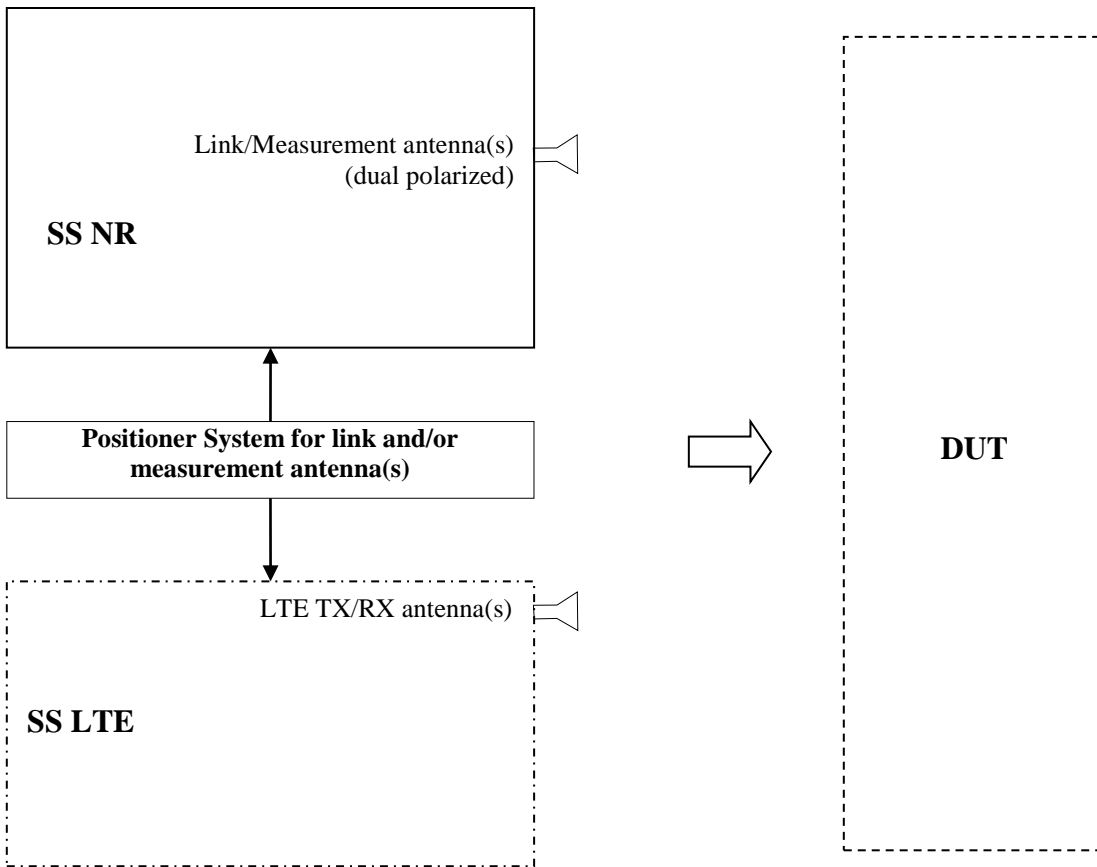 Link/Measurement antenna(s)
(dual polarized)
SS NR
Positioner System for link and/or
measurement antenna(s)
DUT
LTE TX/RX antenna(s)
SS LTE